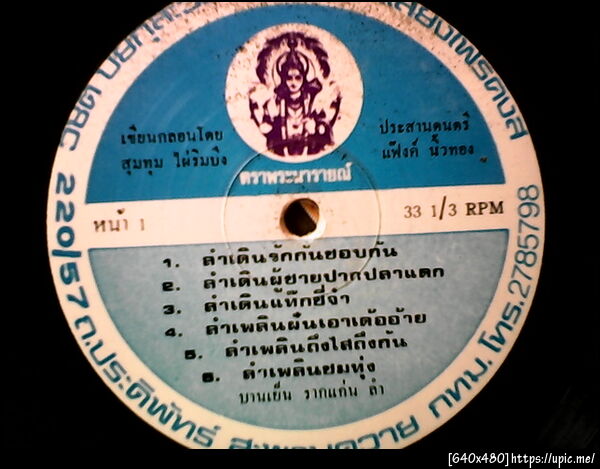 เขียนกลอนโดย
สุมทุม ไผ่ริมบึง
ประสานดนตรี
แฟ๊งค์ นิ้วทอง
ตราพระนารายณ์
หน้า 1
33 1/3 RPM
1. ลำเดินรักกันชอบกัน
2. ลำเดินผู้ชายปากปลาแดก
3. ลำเดินแท๊กซี่จ๋า
4. ลำเพลินฝันเอาเด้ออ้าย
5. ลำเพลินถึงไสถึงกัน
6. ลำเพลินชมทุ่ง
บานเย็น รากแก่น ลำ
220/57 ถ.ประดิพัทธ์ สะพานควาย กทม. โทร.2785798
[640x480]https://upic.me/